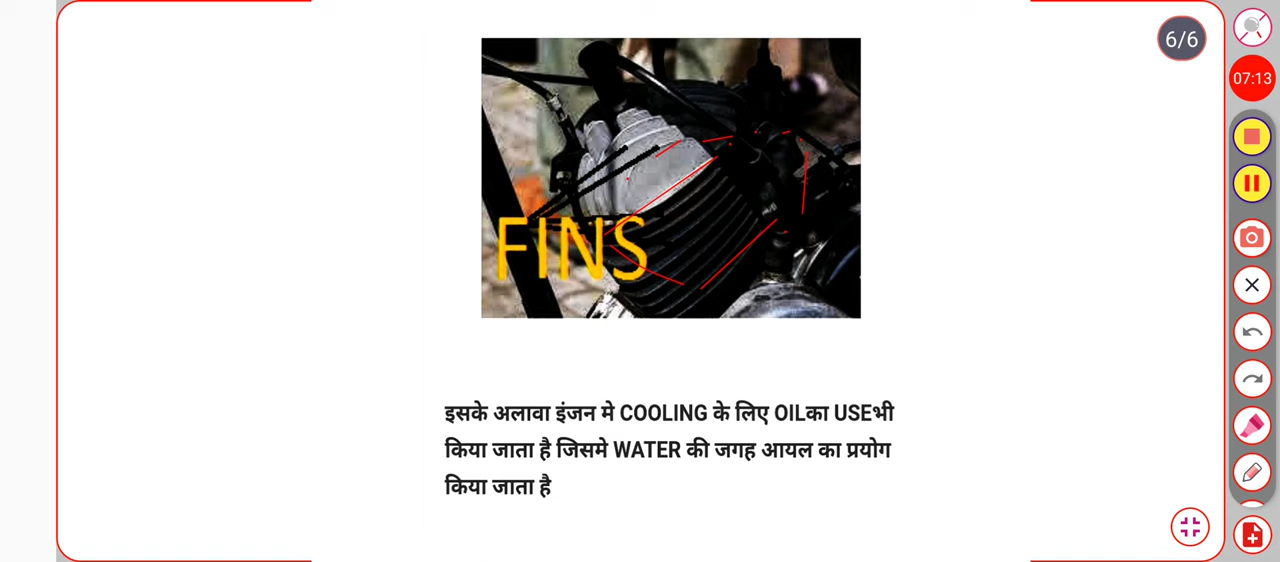 6/6
07:13
FINS
इसके अलावा इंजन मे COOLING के लिए OILका USEभी
किया जाता है जिसमे WATER की जगह आयल का प्रयोग
किया जाता है